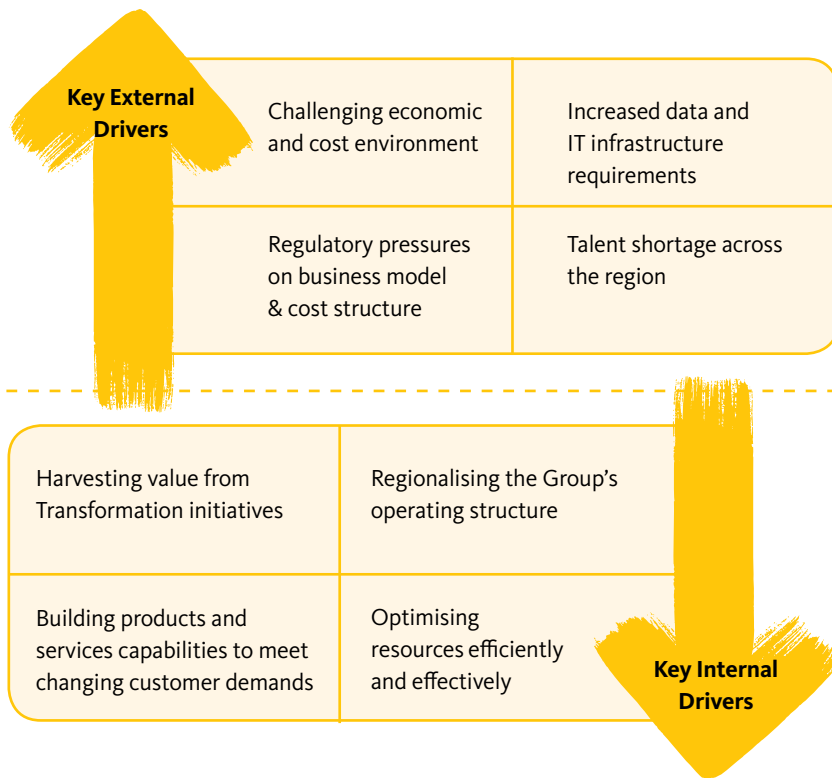 Key External
Drivers
Challenging economic
and cost environment
Increased data and
IT infrastructure
requirements
Regulatory pressures
on business model
& cost structure
Talent shortage across
the region
Harvesting value from
Transformation initiatives
Regionalising the Group’s
operating structure
Building products and
services capabilities to meet
changing customer demands
Optimising
resources efficiently
and effectively
Key Internal
Drivers